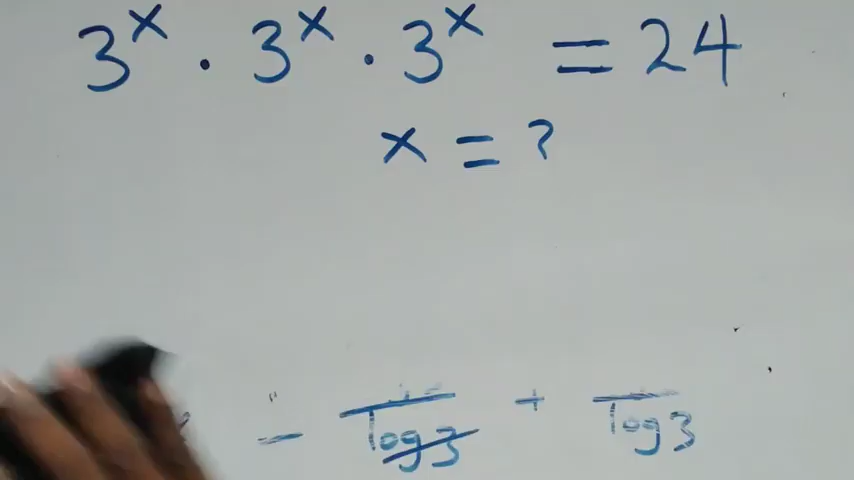 3^x · 3^x · 3^x = 24
x = ?
- log3 + log3